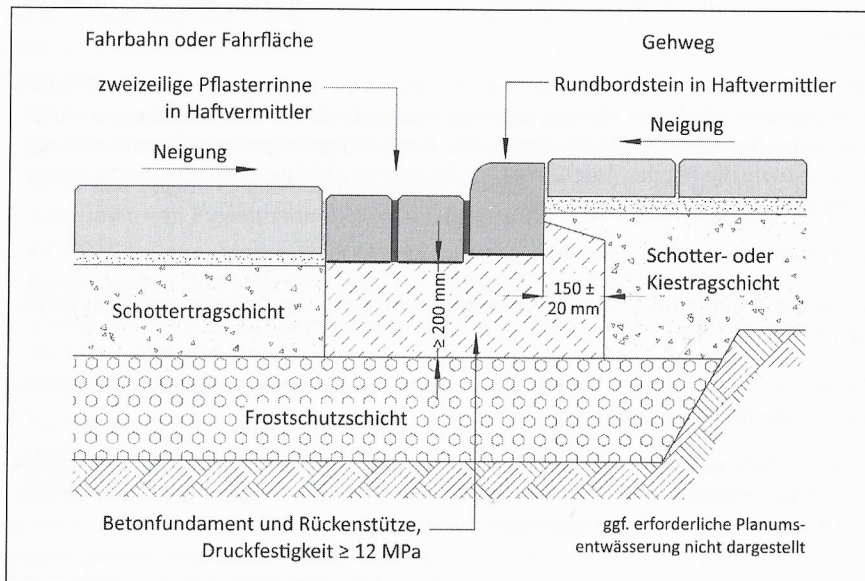 Fahrbahn oder Fahrfläche
Gehweg
zweizeilige Pflasterrinne
in Haftvermittler
Rundbordstein in Haftvermittler
Neigung
Neigung
Schottertragschicht
≥ 200 mm
150 ±
20 mm
Schotter- oder
Kiestragschicht
Frostschutzschicht
Betonfundament und Rückenstütze,
Druckfestigkeit ≥ 12 MPa
ggf. erforderliche Planums-
entwässerung nicht dargestellt